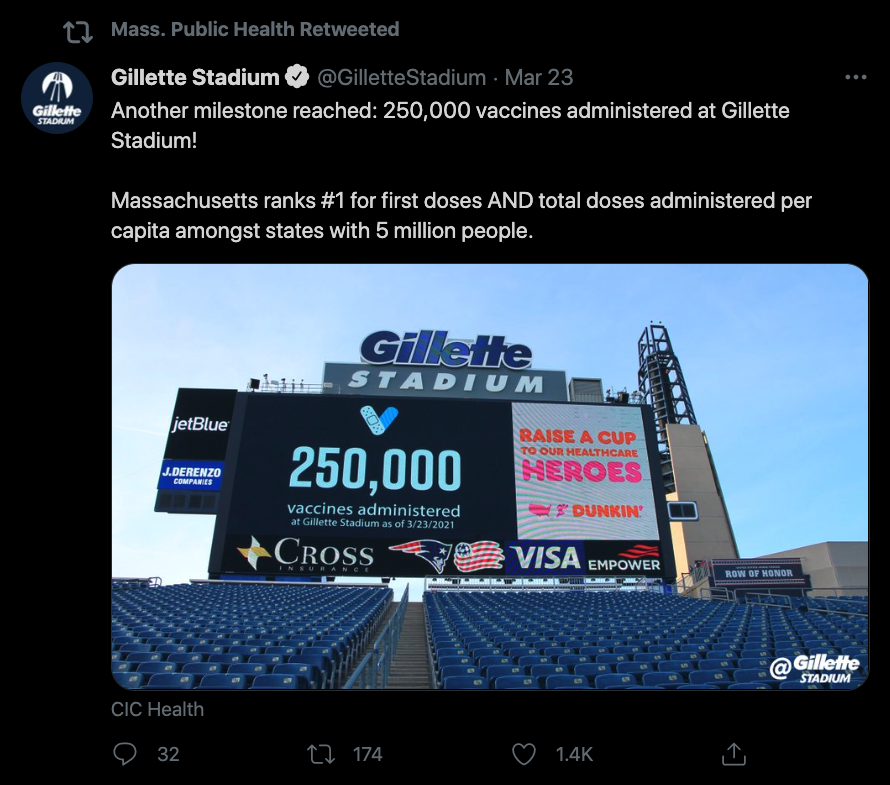 Mass. Public Health Retweeted
Gillette Stadium @GilletteStadium · Mar 23
Gillette
STADIUM
Another milestone reached: 250,000 vaccines administered at Gillette
Stadium!
Massachusetts ranks #1 for first doses AND total doses administered per
capita amongst states with 5 million people.
Gillette
STADIUM
jetBlue
J.DERENZO
COMPANIES
250,000
vaccines administered
at Gillette Stadium as of 3/23/2021
RAISE A CUP
TO OUR HEALTHCARE
HEROES
DUNKIN'
CROSS
INSURANCE
VISA
EMPOWER
ROW OF HONOR
@Gillette
STADIUM
CIC Health
32
174
1.4K